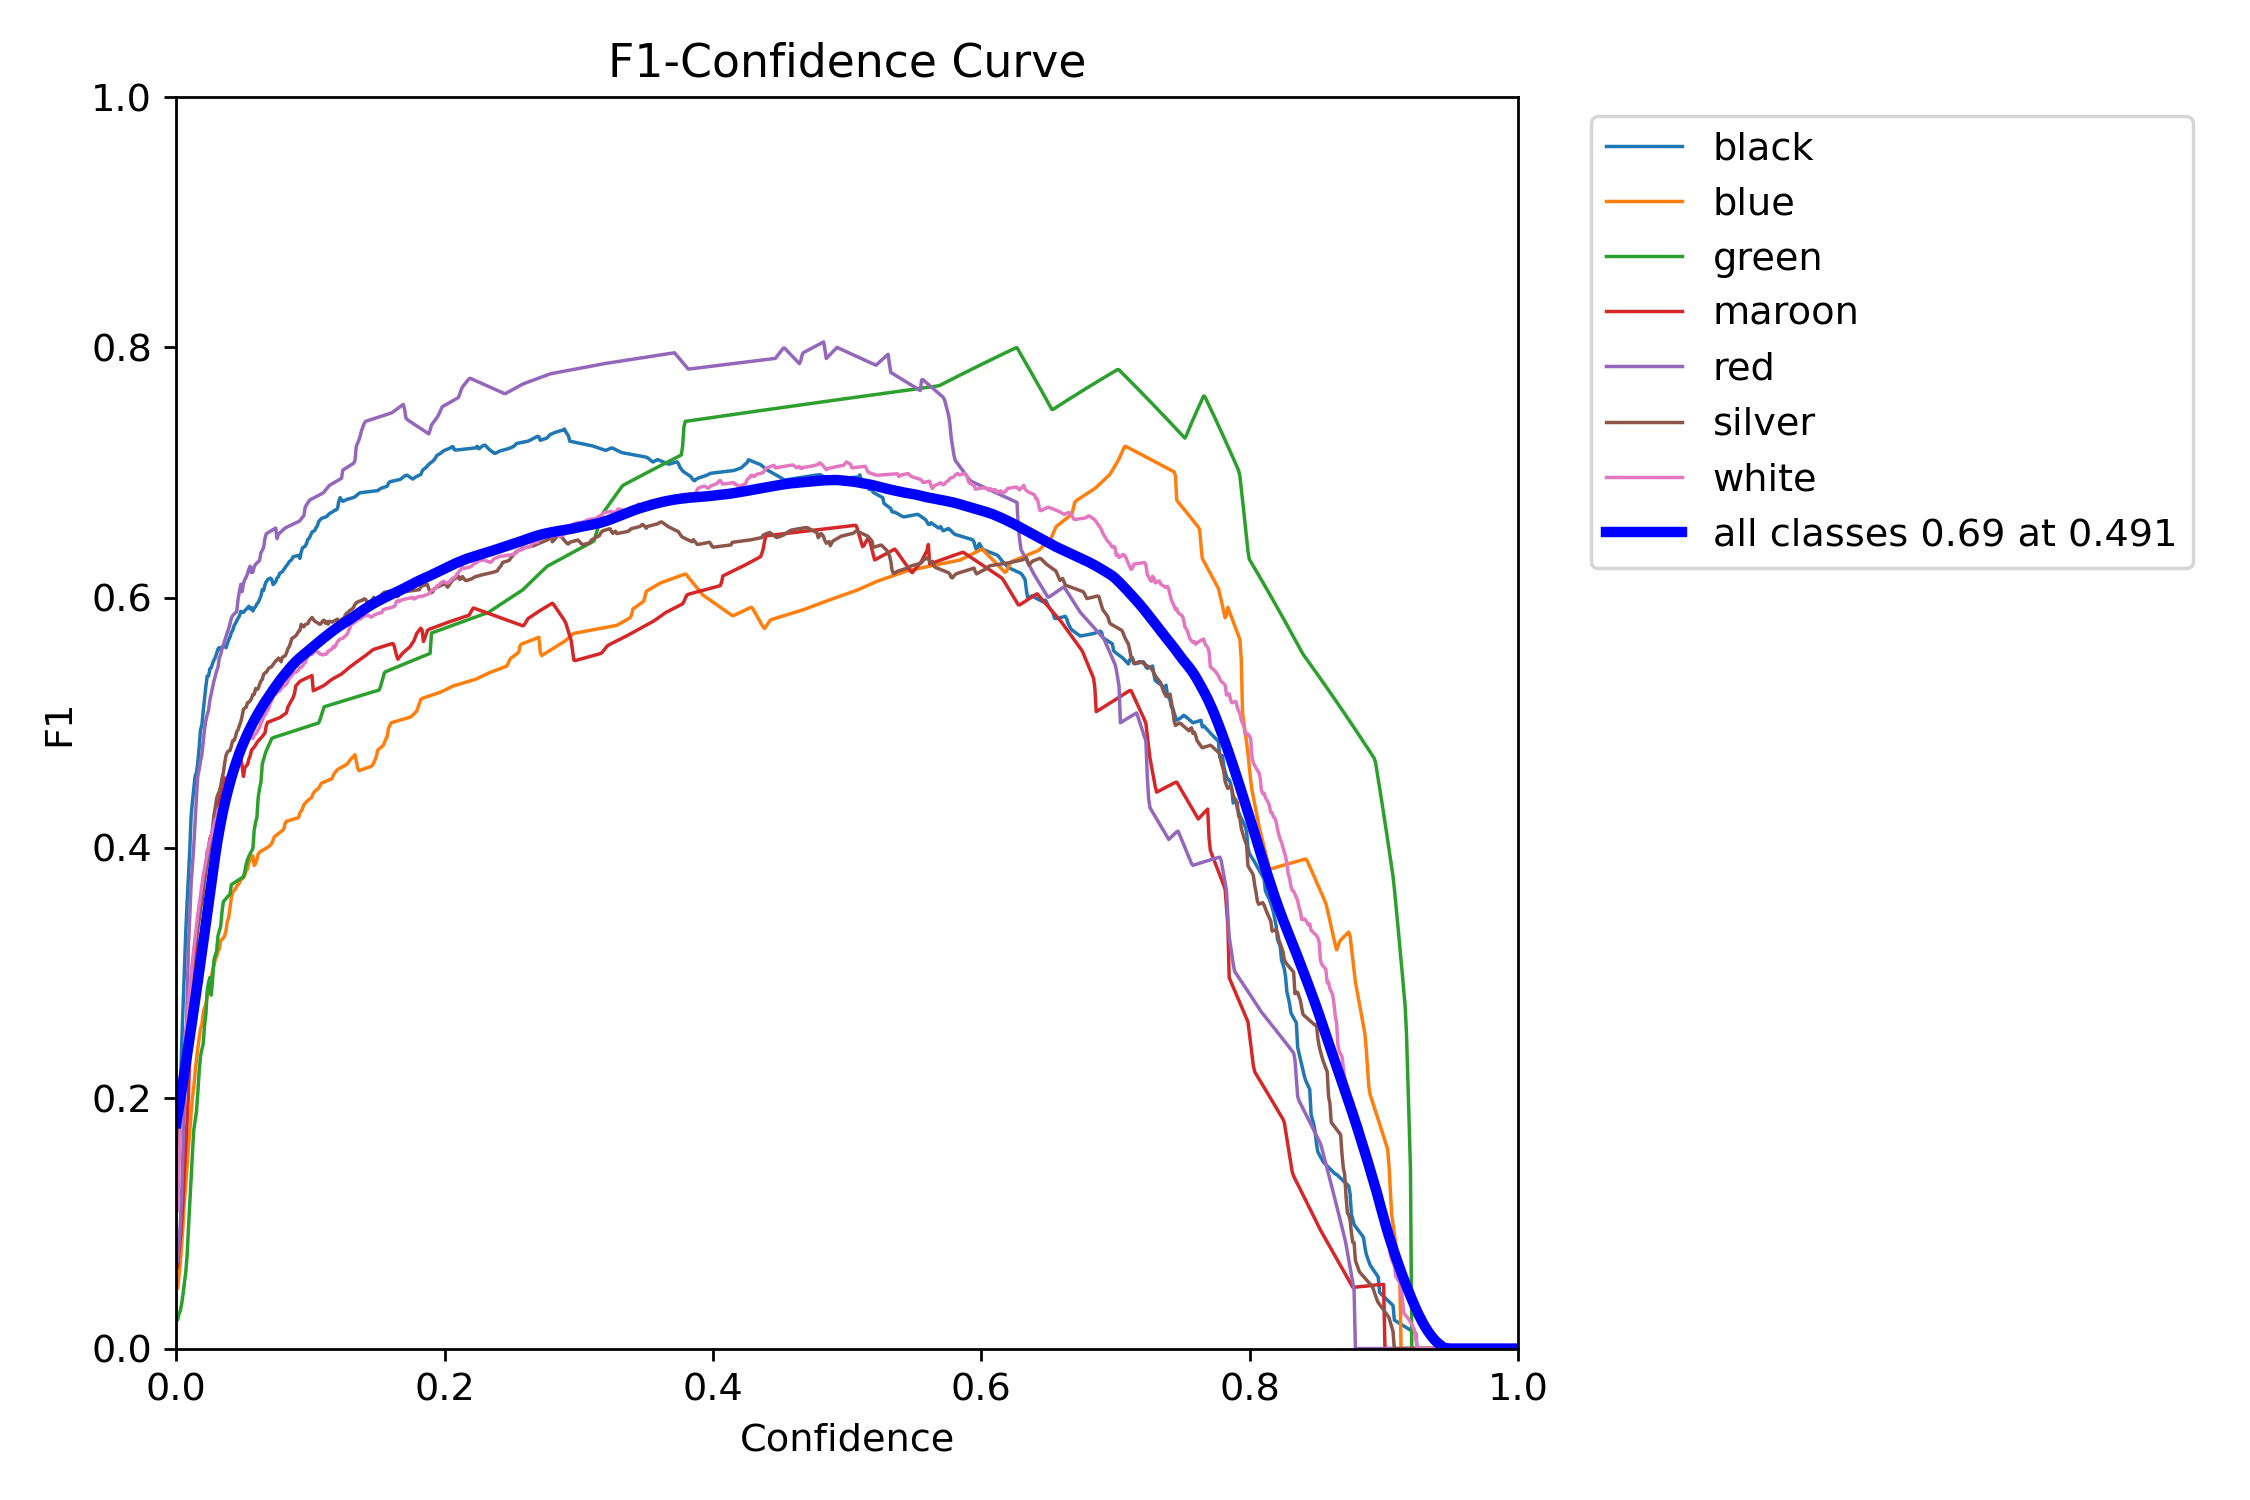 F1-Confidence Curve
1.0
0.8
0.6
0.4
0.2
0.0
F1
0.0 0.2 0.4 0.6 0.8 1.0
Confidence
black
blue
green
maroon
red
silver
white
all classes 0.69 at 0.491